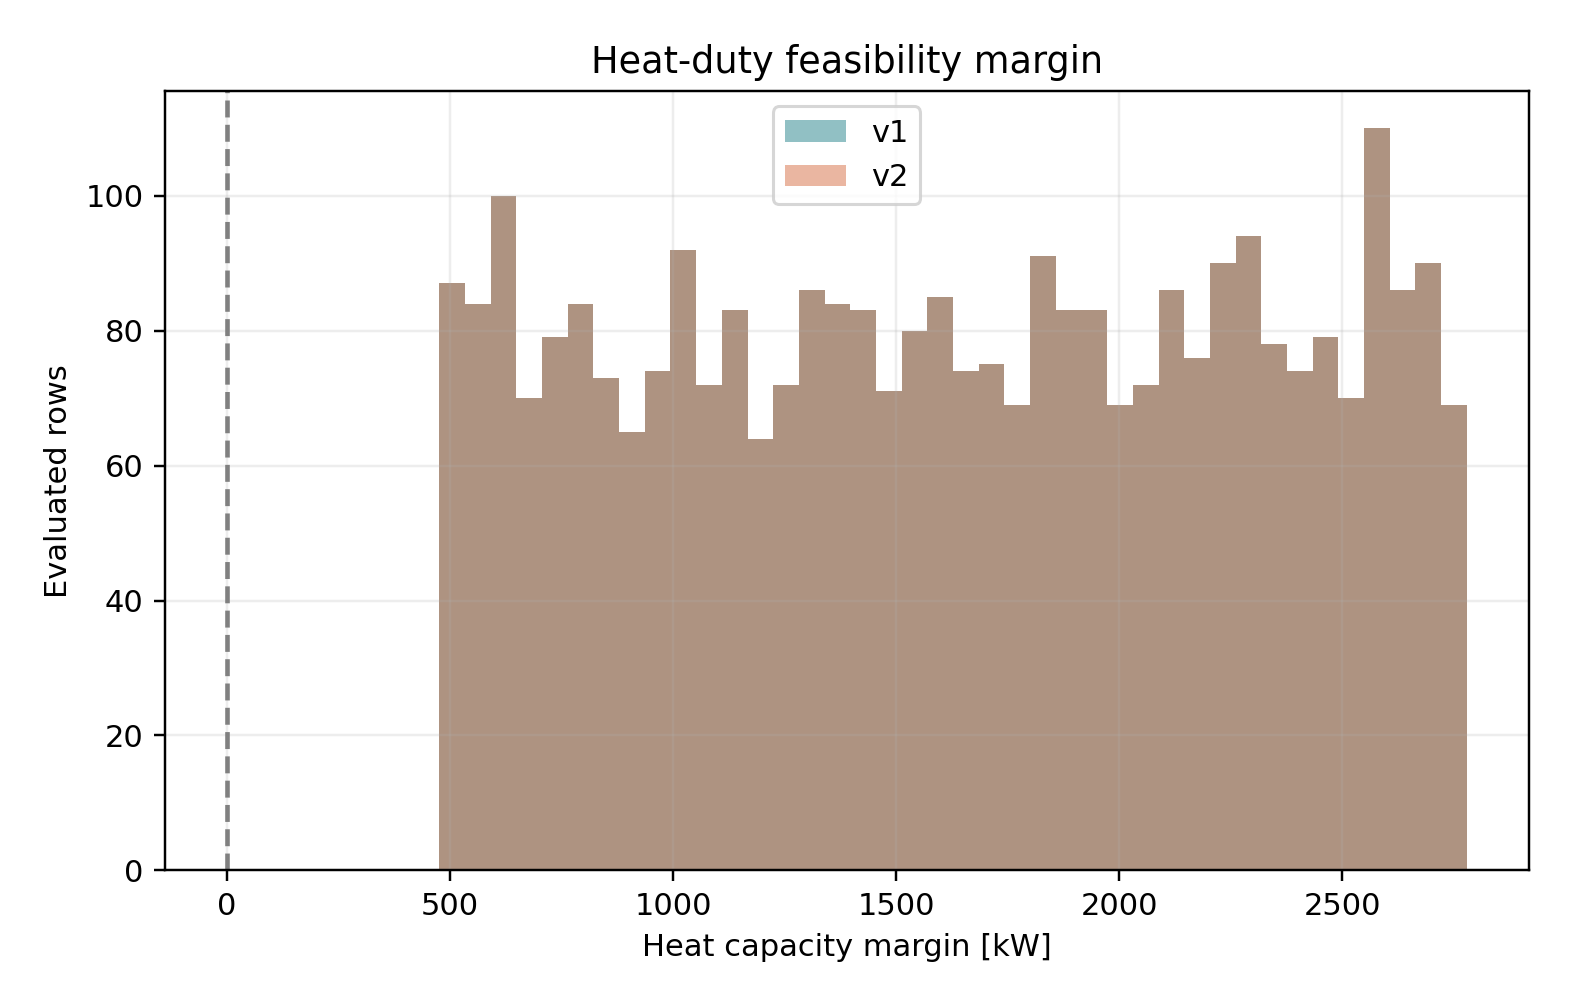 Heat-duty feasibility margin
v1
v2
Evaluated rows
100
80
60
40
20
0
0 500 1000 1500 2000 2500
Heat capacity margin [kW]